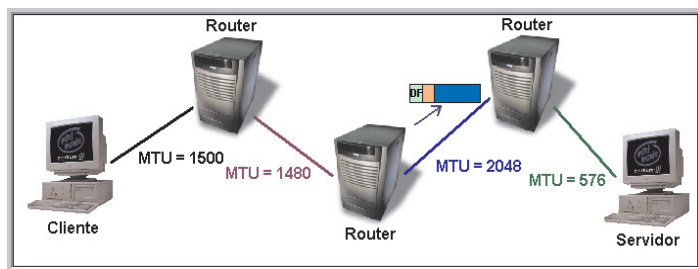 Router
Router
DF
MTU = 1500
MTU = 1480
MTU = 2048
MTU = 576
Cliente
Router
Servidor